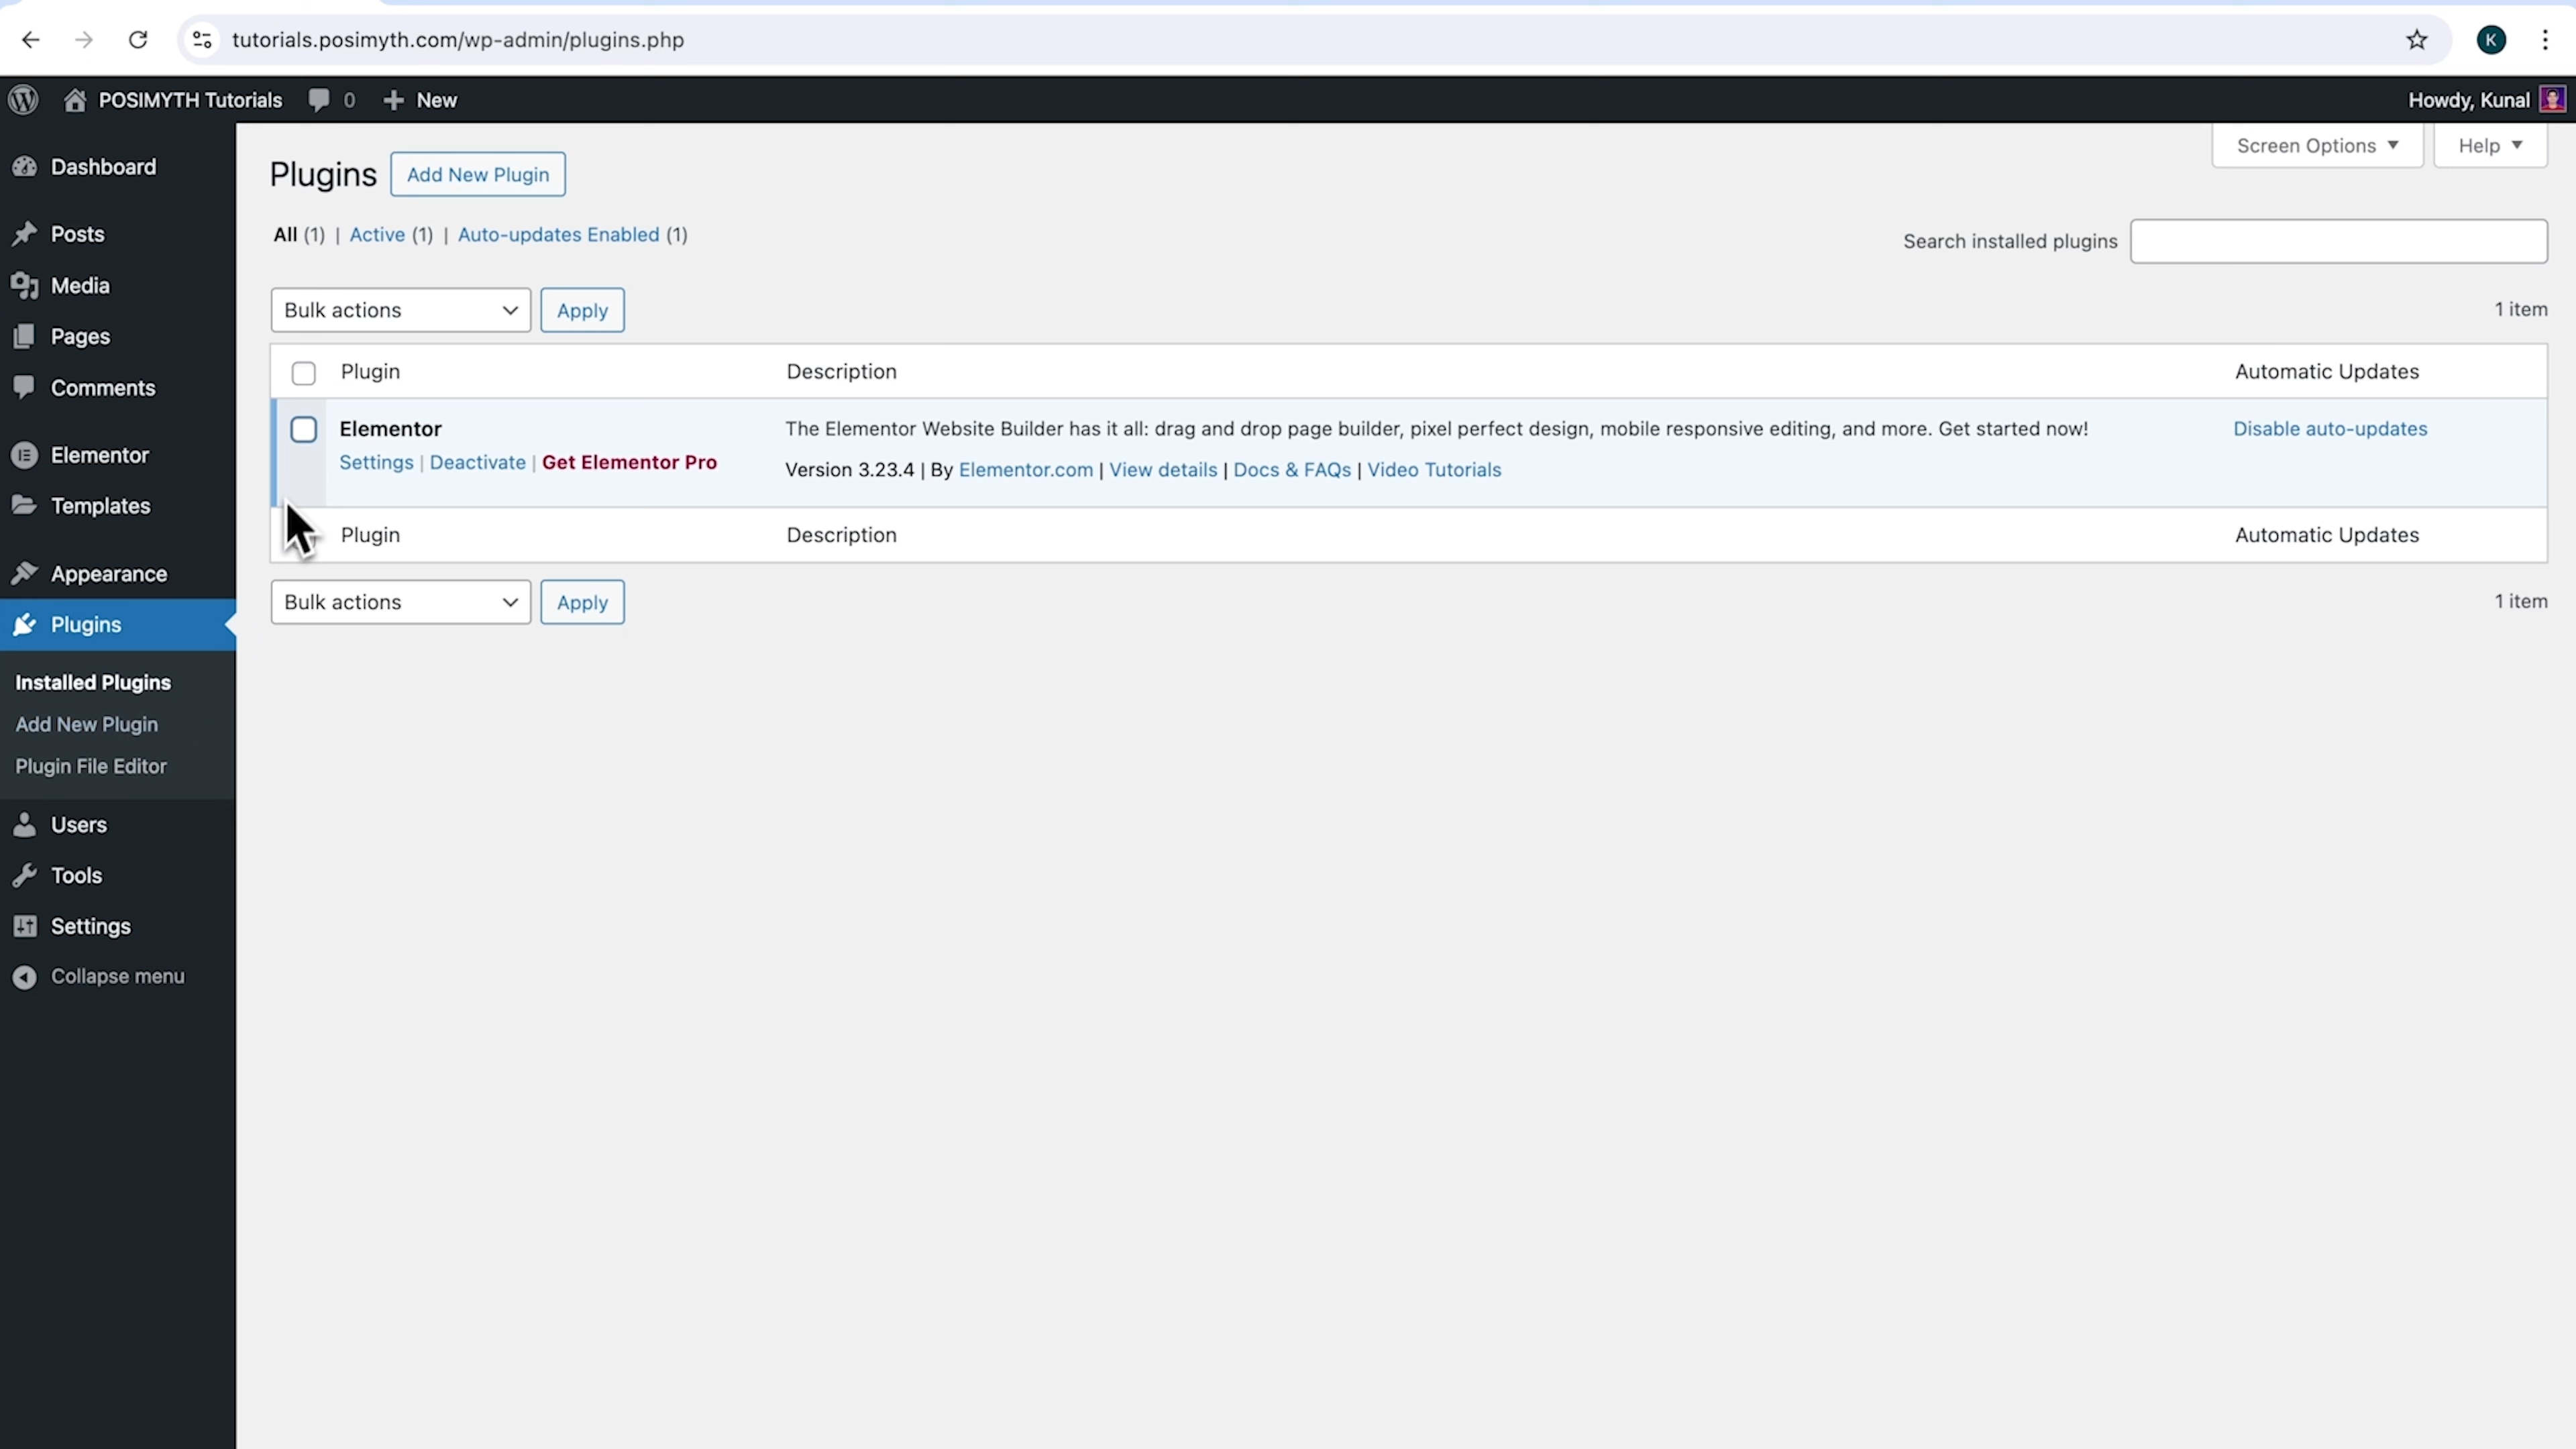 tutorials.posimyth.com/wp-admin/plugins.php
K
POSIMYTH Tutorials 0 New
Howdy, Kunal
Screen Options
Help
Dashboard
Posts
Media
Pages
Comments
Elementor
Templates
Appearance
Plugins
Installed Plugins
Add New Plugin
Plugin File Editor
Users
Tools
Settings
Collapse menu
Plugins
Add New Plugin
All (1) | Active (1) | Auto-updates Enabled (1)
Search installed plugins
Bulk actions
Apply
1 item
Plugin Description Automatic Updates
Elementor
Settings | Deactivate | Get Elementor Pro
The Elementor Website Builder has it all: drag and drop page builder, pixel perfect design, mobile responsive editing, and more. Get started now!
Version 3.23.4 | By Elementor.com | View details | Docs & FAQs | Video Tutorials
Disable auto-updates
Plugin Description Automatic Updates
Bulk actions
Apply
1 item